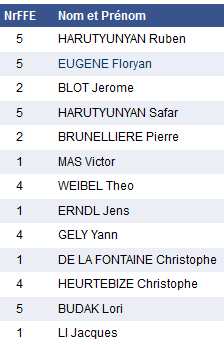 NrFFE Nom et Prénom
5 HARUTYUNYAN Ruben
5 EUGENE Floryan
2 BLOT Jerome
5 HARUTYUNYAN Safar
2 BRUNELLIERE Pierre
1 MAS Victor
4 WEIBEL Theo
1 ERNDL Jens
4 GELY Yann
1 DE LA FONTAINE Christophe
4 HEURTEBIZE Christophe
5 BUDAK Lori
1 LI Jacques